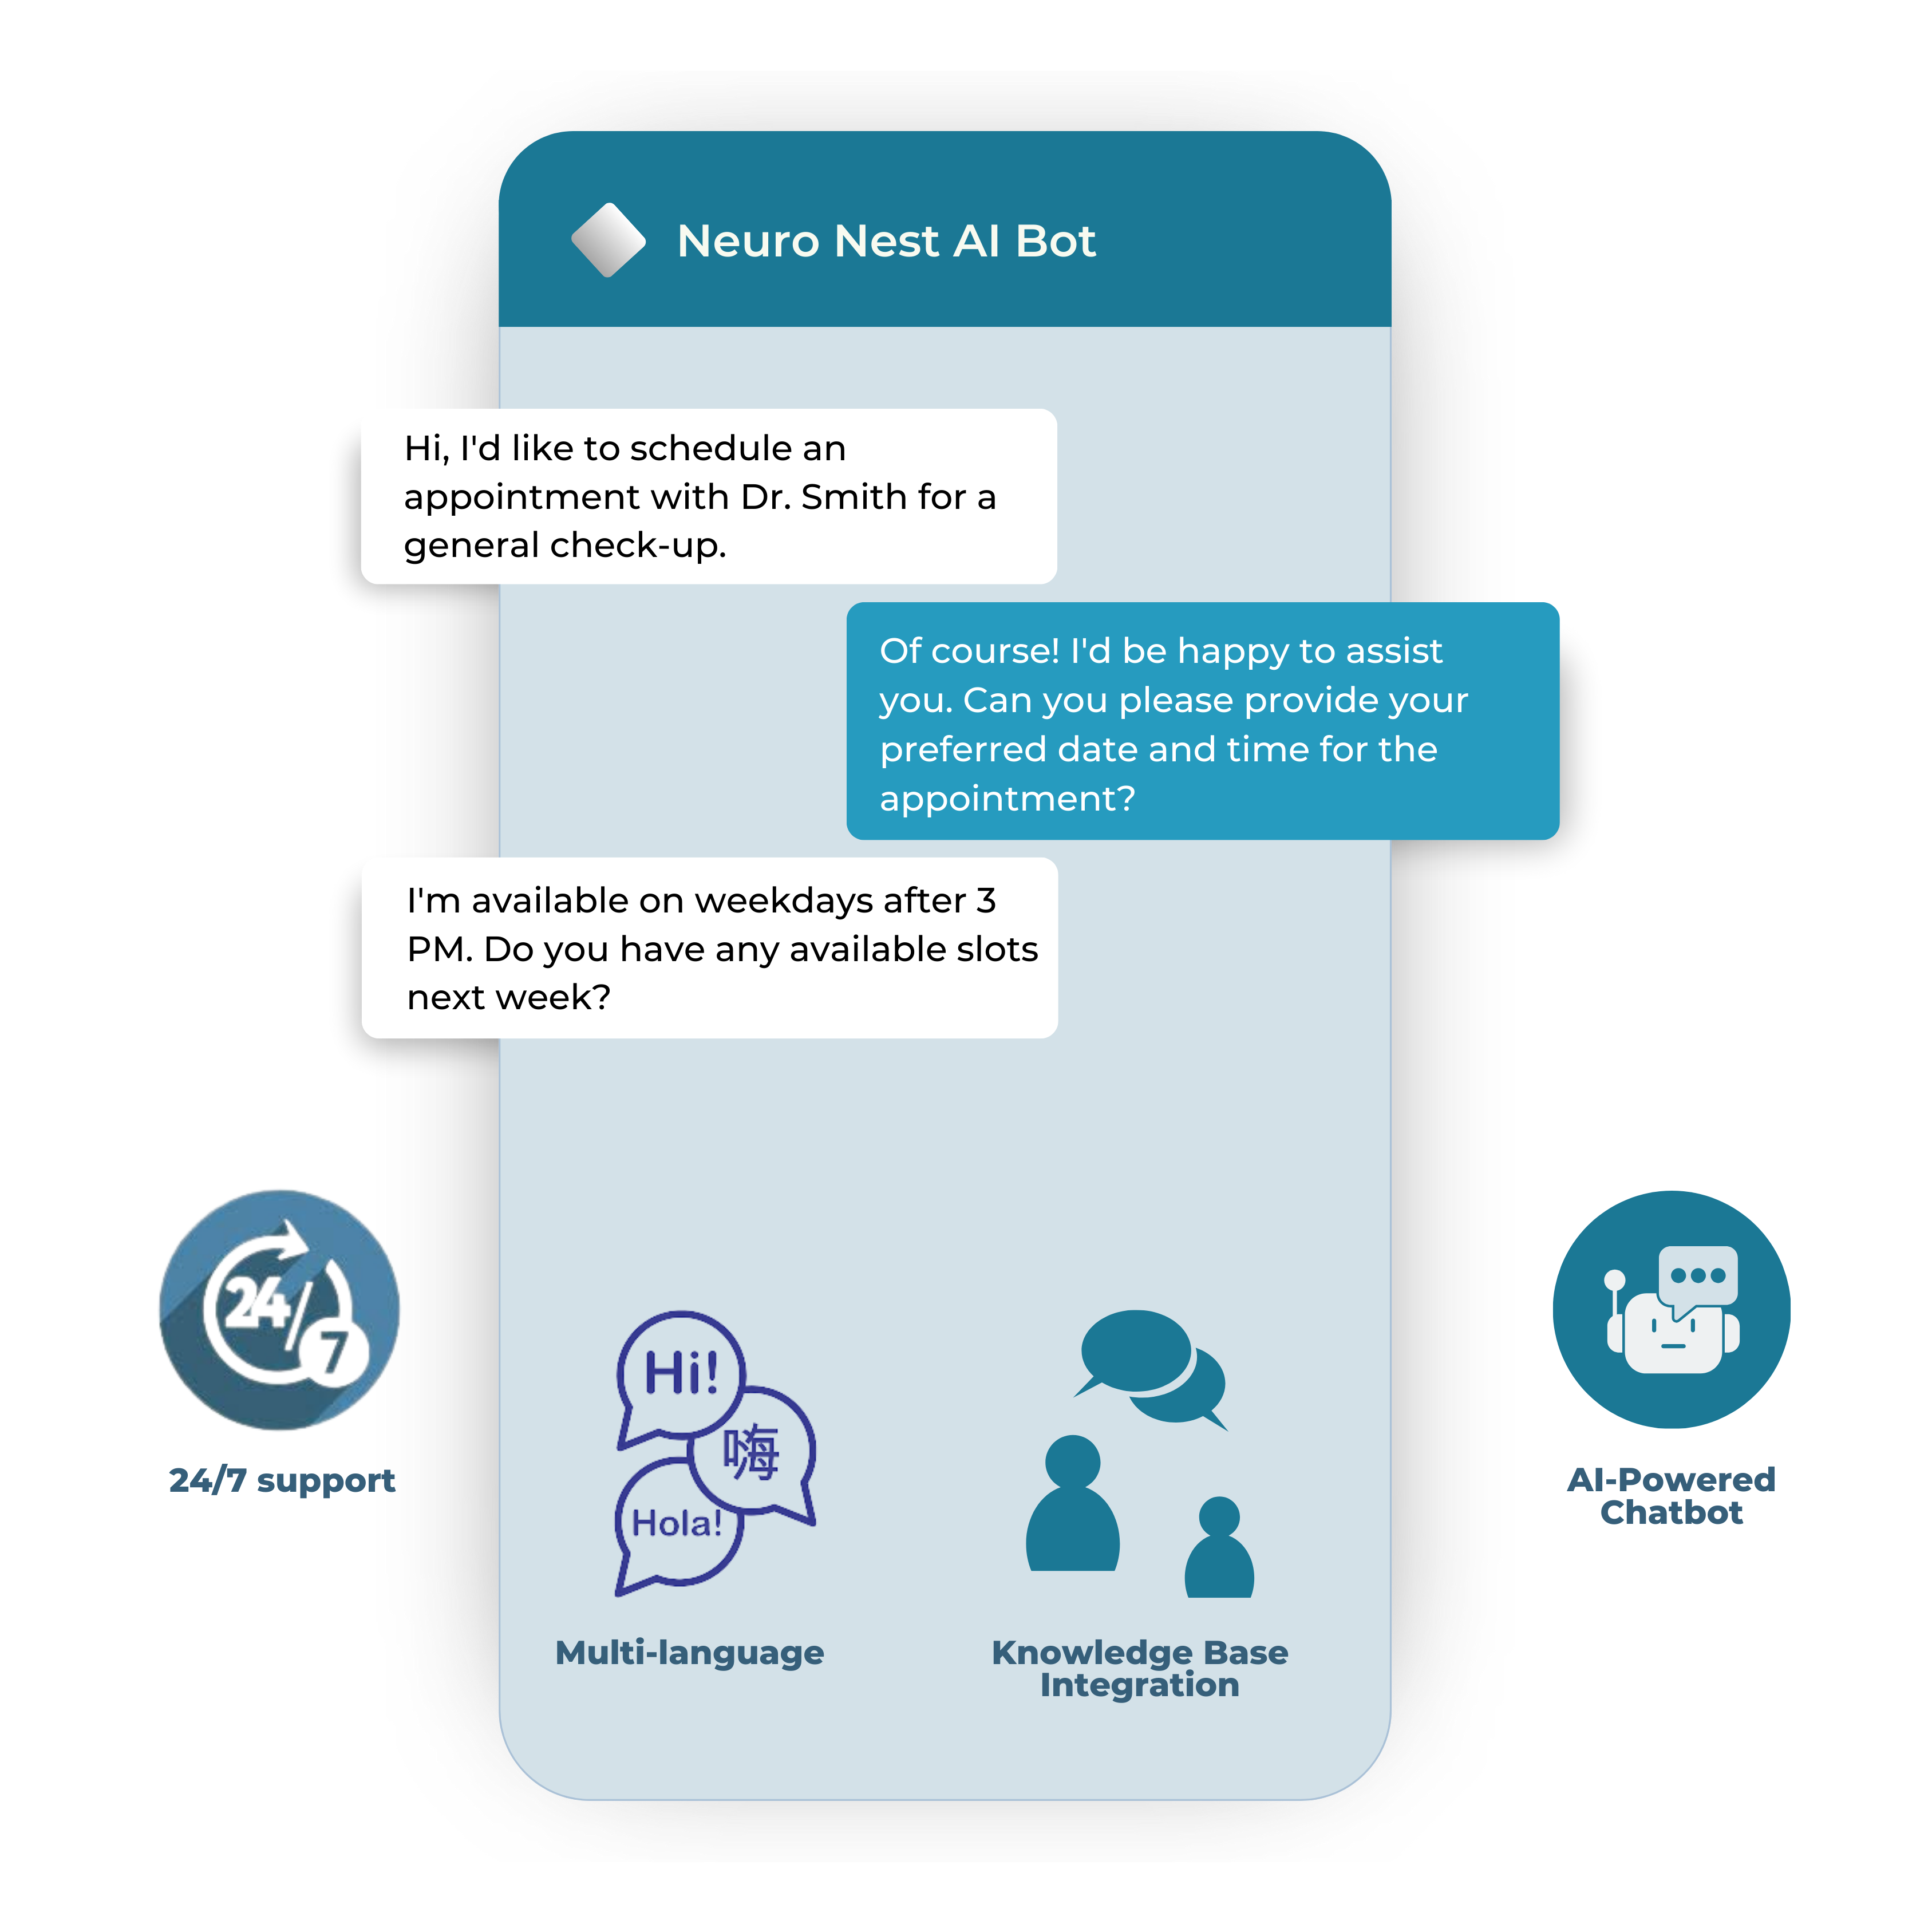 Neuro Nest AI Bot
Hi, I'd like to schedule an
appointment with Dr. Smith for a
general check-up.
Of course! I'd be happy to assist
you. Can you please provide your
preferred date and time for the
appointment?
I'm available on weekdays after 3
PM. Do you have any available slots
next week?
24/7
24/7 support
Hi!
嗨
Hola!
Multi-language
Knowledge Base
Integration
AI-Powered
Chatbot